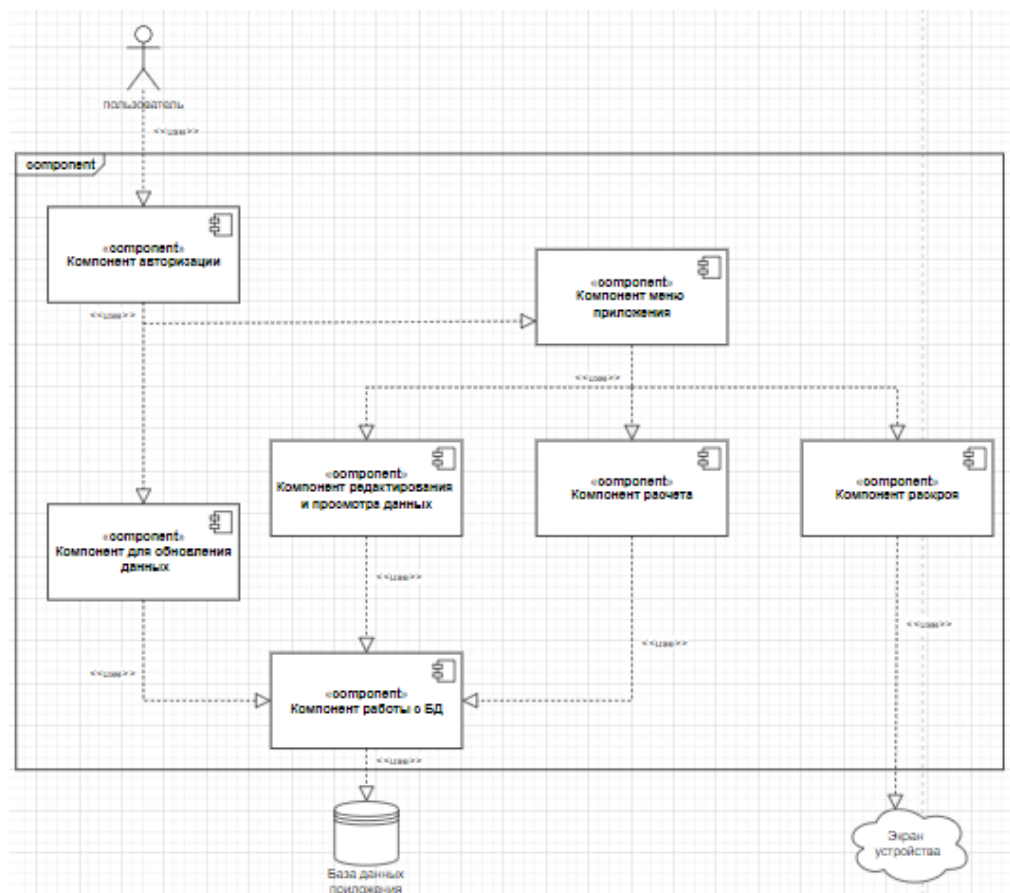 пользователь
<<use>>
component
«component»
Компонент авторизации
«component»
Компонент меню
приложения
<<use>>
<<use>>
«component»
Компонент редактирования
и просмотра данных
«component»
Компонент расчета
«component»
Компонент раскроя
«component»
Компонент для обновления
данных
<<use>>
<<use>>
<<use>>
<<use>>
«component»
Компонент работы с БД
<<use>>
Экран
устройства
База данных
приложения